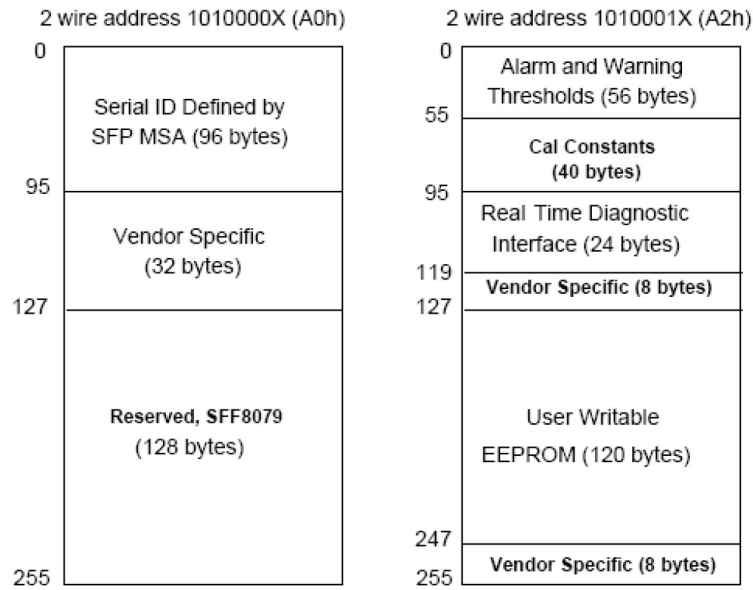 2 wire address 1010000X (A0h)
0
Serial ID Defined by
SFP MSA (96 bytes)
95
Vendor Specific
(32 bytes)
127
Reserved, SFF8079
(128 bytes)
255
2 wire address 1010001X (A2h)
0
Alarm and Warning
Thresholds (56 bytes)
55
Cal Constants
(40 bytes)
95
Real Time Diagnostic
Interface (24 bytes)
119
Vendor Specific (8 bytes)
127
User Writable
EEPROM (120 bytes)
247
Vendor Specific (8 bytes)
255